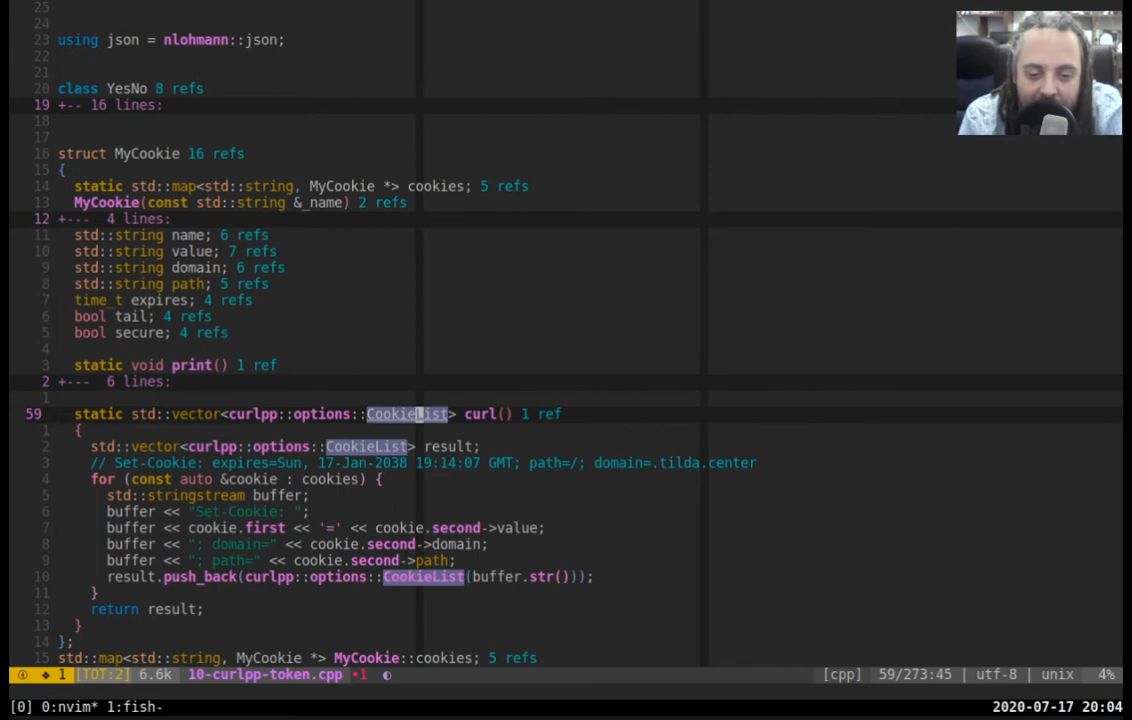 25
24
23 using json = nlohmann::json;
22
21
20 class YesNo 8 refs
19 +-- 16 lines:
18
17
16 struct MyCookie 16 refs
15 {
14 static std::map<std::string, MyCookie *> cookies; 5 refs
13 MyCookie(const std::string &_name) 2 refs
12 +--- 4 lines:
11 std::string name; 6 refs
10 std::string value; 7 refs
9 std::string domain; 6 refs
8 std::string path; 5 refs
7 time_t expires; 4 refs
6 bool tail; 4 refs
5 bool secure; 4 refs
4
3 static void print() 1 ref
2 +--- 6 lines:
1
59 static std::vector<curlpp::options::CookieList> curl() 1 ref
1 {
2 std::vector<curlpp::options::CookieList> result;
3 // Set-Cookie: expires=Sun, 17-Jan-2038 19:14:07 GMT; path=/; domain=.tilda.center
4 for (const auto &cookie : cookies) {
5 std::stringstream buffer;
6 buffer << "Set-Cookie: ";
7 buffer << cookie.first << '=' << cookie.second->value;
8 buffer << "; domain=" << cookie.second->domain;
9 buffer << "; path=" << cookie.second->path;
10 result.push_back(curlpp::options::CookieList(buffer.str()));
11 }
12 return result;
13 }
14 };
15 std::map<std::string, MyCookie *> MyCookie::cookies; 5 refs
④ ❖ 1 [TOT:2] 6.6k 10-curlpp-token.cpp •1 ◐ [cpp] 59/273:45 | utf-8 | unix 4%
[0] 0:nvim* 1:fish- 2020-07-17 20:04